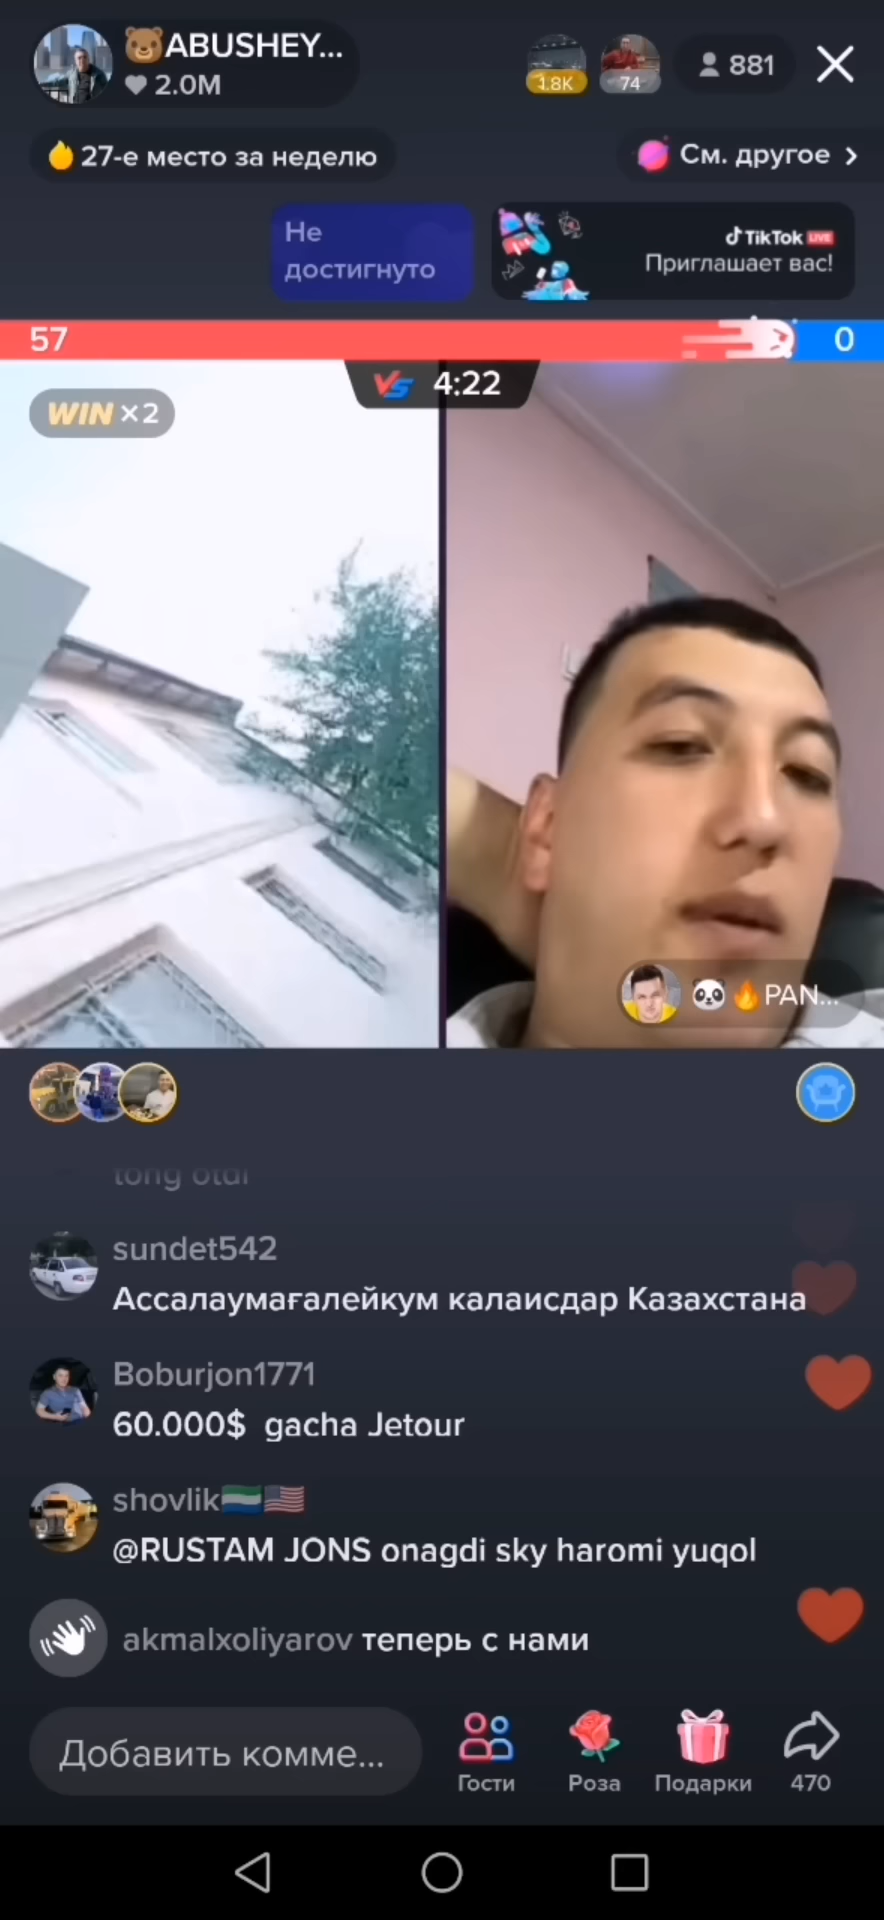 🐻ABUSHEY...
2.0M
1.8K
74
881
27-е место за неделю
См. другое
Не
достигнуто
TikTok LIVE
Приглашает вас!
57
0
VS 4:22
WIN ×2
🐼🔥PAN...
tong otdi
sundet542
Ассалаумағалейкум калаисдар Казахстана
Boburjon1771
60.000$ gacha Jetour
shovlik🇸🇱🇺🇸
@RUSTAM JONS onagdi sky haromi yuqol
akmalxoliyarov теперь с нами
Добавить комме...
Гости
Роза
Подарки
470